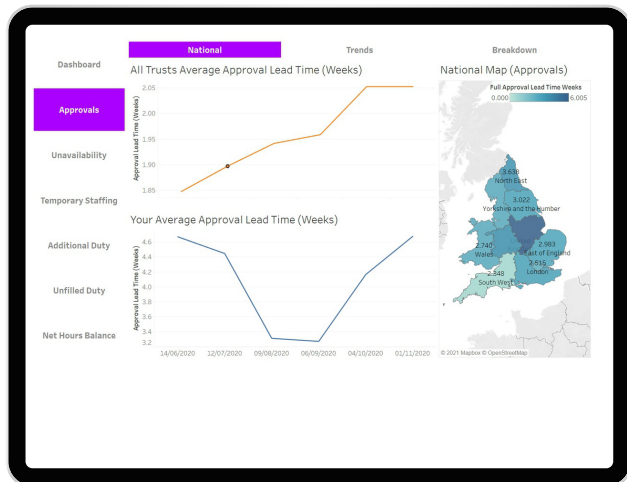 National
Trends
Breakdown
Dashboard
Approvals
Unavailability
Temporary Staffing
Additional Duty
Unfilled Duty
Net Hours Balance
All Trusts Average Approval Lead Time (Weeks)
Approval Lead Time (Weeks)
2.05
2.00
1.95
1.90
1.85
Your Average Approval Lead Time (Weeks)
Approval Lead Time (Weeks)
4.6
4.4
4.2
4.0
3.8
3.6
3.4
3.2
14/06/2020 12/07/2020 09/08/2020 06/09/2020 04/10/2020 01/11/2020
National Map (Approvals)
Full Approval Lead Time Weeks
0.000 6.005
3.638
North East
3.022
Yorkshire and the Humber
2.740
Wales
2.983
East of England
2.515
London
2.348
South West
© 2021 Mapbox © OpenStreetMap